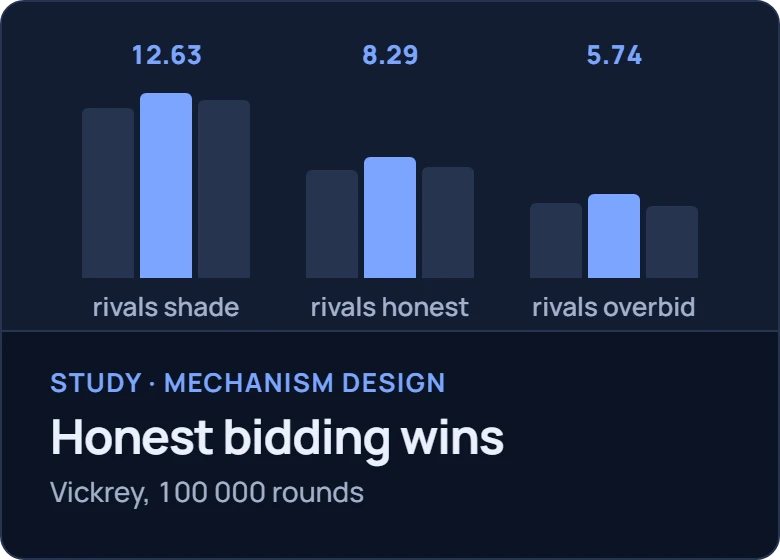 12.63 8.29 5.74
rivals shade rivals honest rivals overbid
STUDY · MECHANISM DESIGN
Honest bidding wins
Vickrey, 100 000 rounds